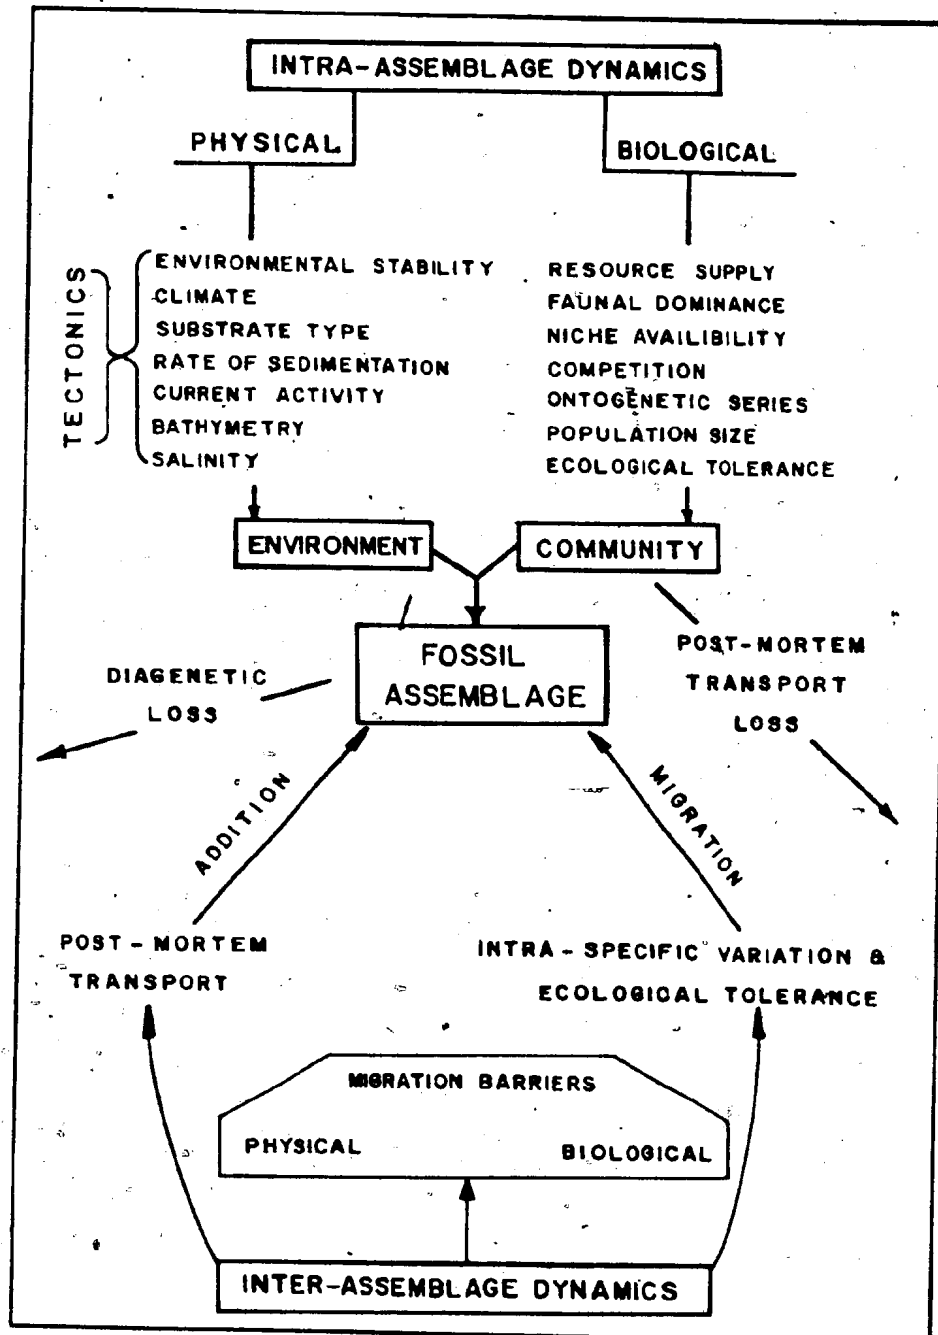 INTRA-ASSEMBLAGE DYNAMICS
PHYSICAL
BIOLOGICAL
TECTONICS
ENVIRONMENTAL STABILITY
CLIMATE
SUBSTRATE TYPE
RATE OF SEDIMENTATION
CURRENT ACTIVITY
BATHYMETRY
SALINITY
RESOURCE SUPPLY
FAUNAL DOMINANCE
NICHE AVAILIBILITY
COMPETITION
ONTOGENETIC SERIES
POPULATION SIZE
ECOLOGICAL TOLERANCE
ENVIRONMENT
COMMUNITY
FOSSIL
ASSEMBLAGE
DIAGENETIC
LOSS
POST-MORTEM
TRANSPORT
LOSS
ADDITION
MIGRATION
POST-MORTEM
TRANSPORT
INTRA-SPECIFIC VARIATION &
ECOLOGICAL TOLERANCE
MIGRATION BARRIERS
PHYSICAL
BIOLOGICAL
INTER-ASSEMBLAGE DYNAMICS